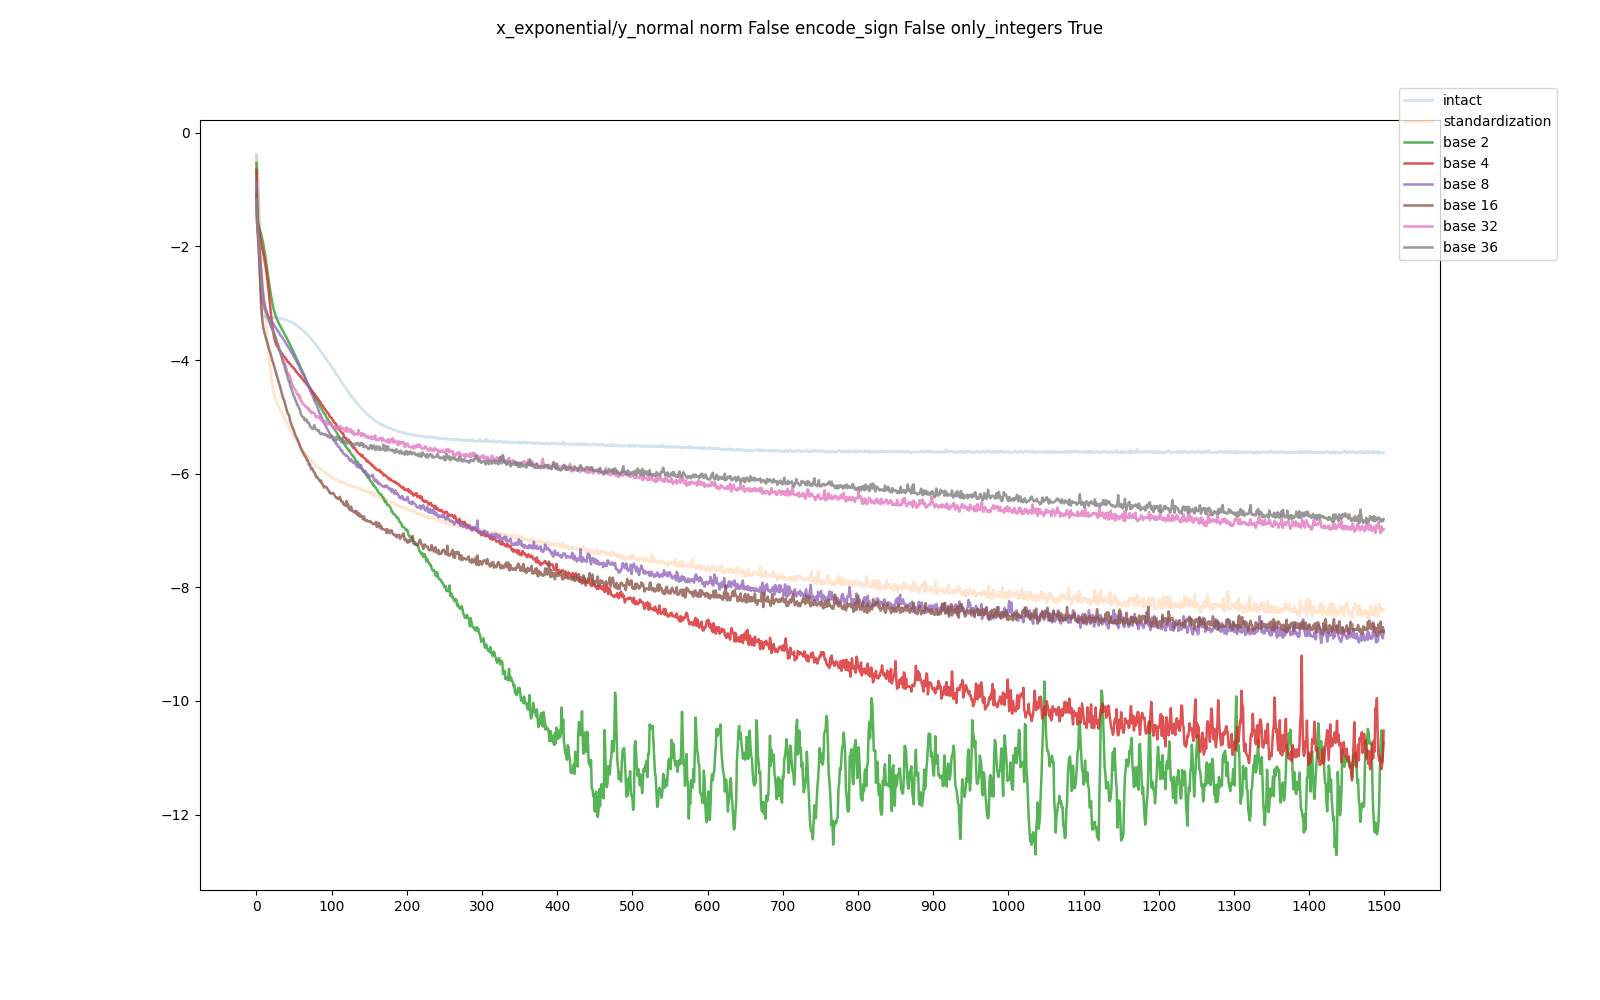 x_exponential/y_normal norm False encode_sign False only_integers True
intact
standardization
base 2
base 4
base 8
base 16
base 32
base 36
0
−2
−4
−6
−8
−10
−12
0 100 200 300 400 500 600 700 800 900 1000 1100 1200 1300 1400 1500